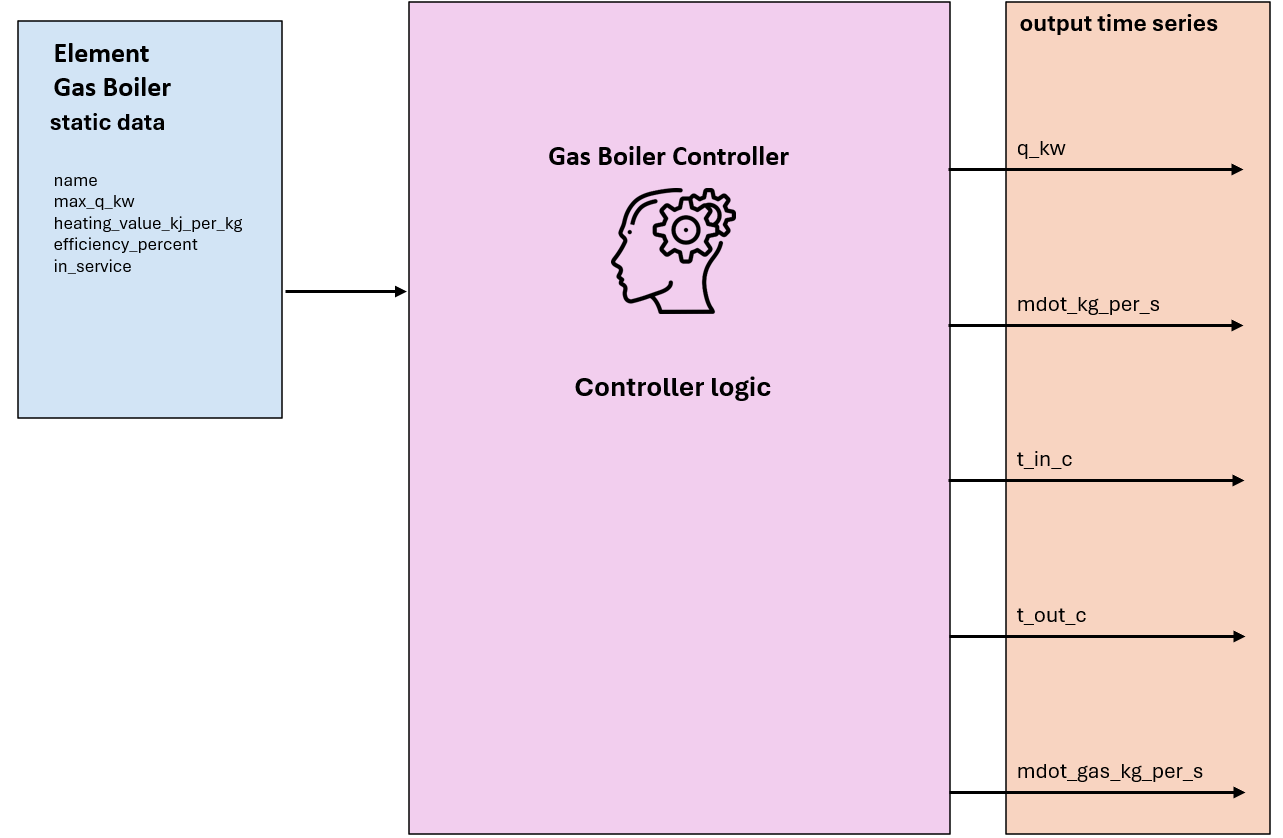 Element
Gas Boiler
static data
name
max_q_kw
heating_value_kj_per_kg
efficiency_percent
in_service
Gas Boiler Controller
Controller logic
output time series
q_kw
mdot_kg_per_s
t_in_c
t_out_c
mdot_gas_kg_per_s